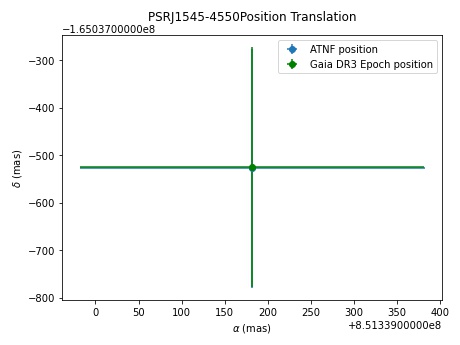 PSRJ1545-4550Position Translation
−1.6503700000e8
ATNF position
Gaia DR3 Epoch position
−300
−400
−500
−600
−700
−800
δ (mas)
0
50
100
150
200
250
300
350
400
α (mas)
+8.5133900000e8